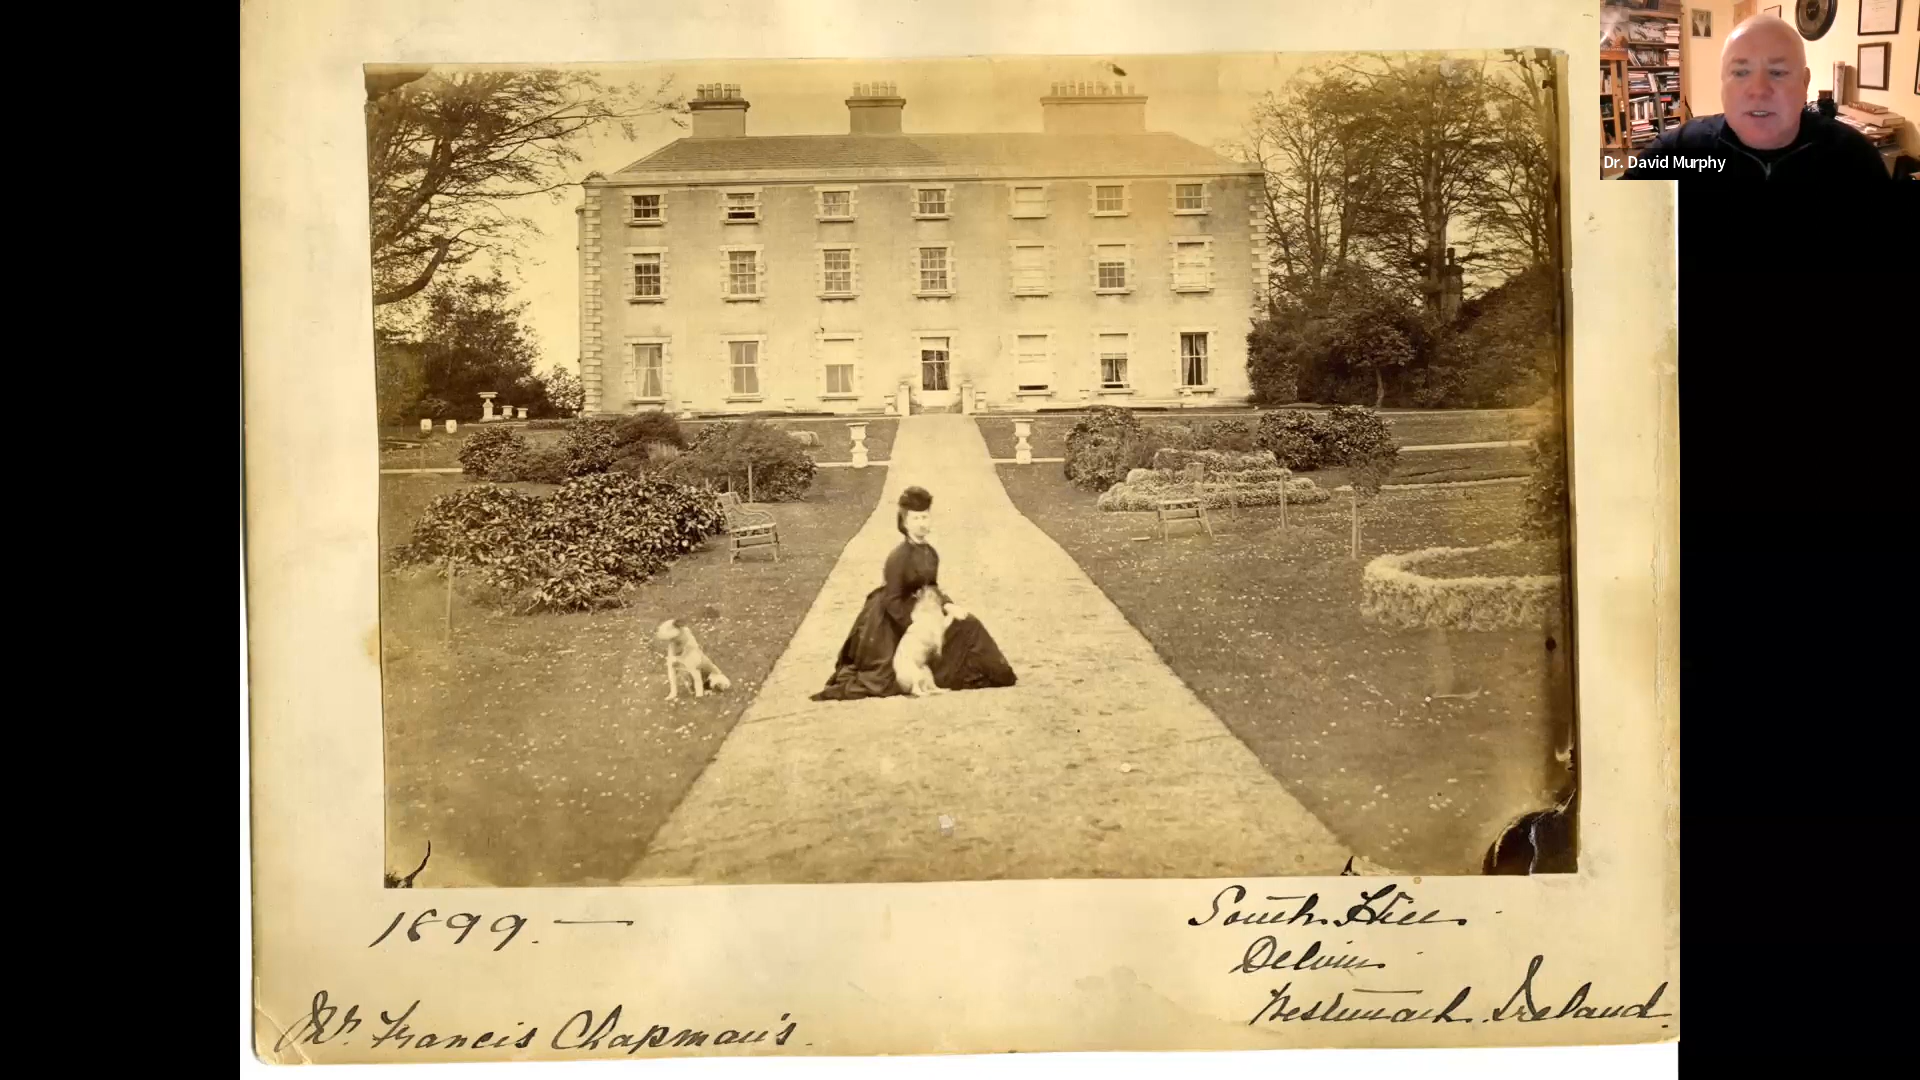 Dr. David Murphy
1899. —
South Hill
Delvin
Westmeath. Ireland.
Mr. Francis Chapman's.